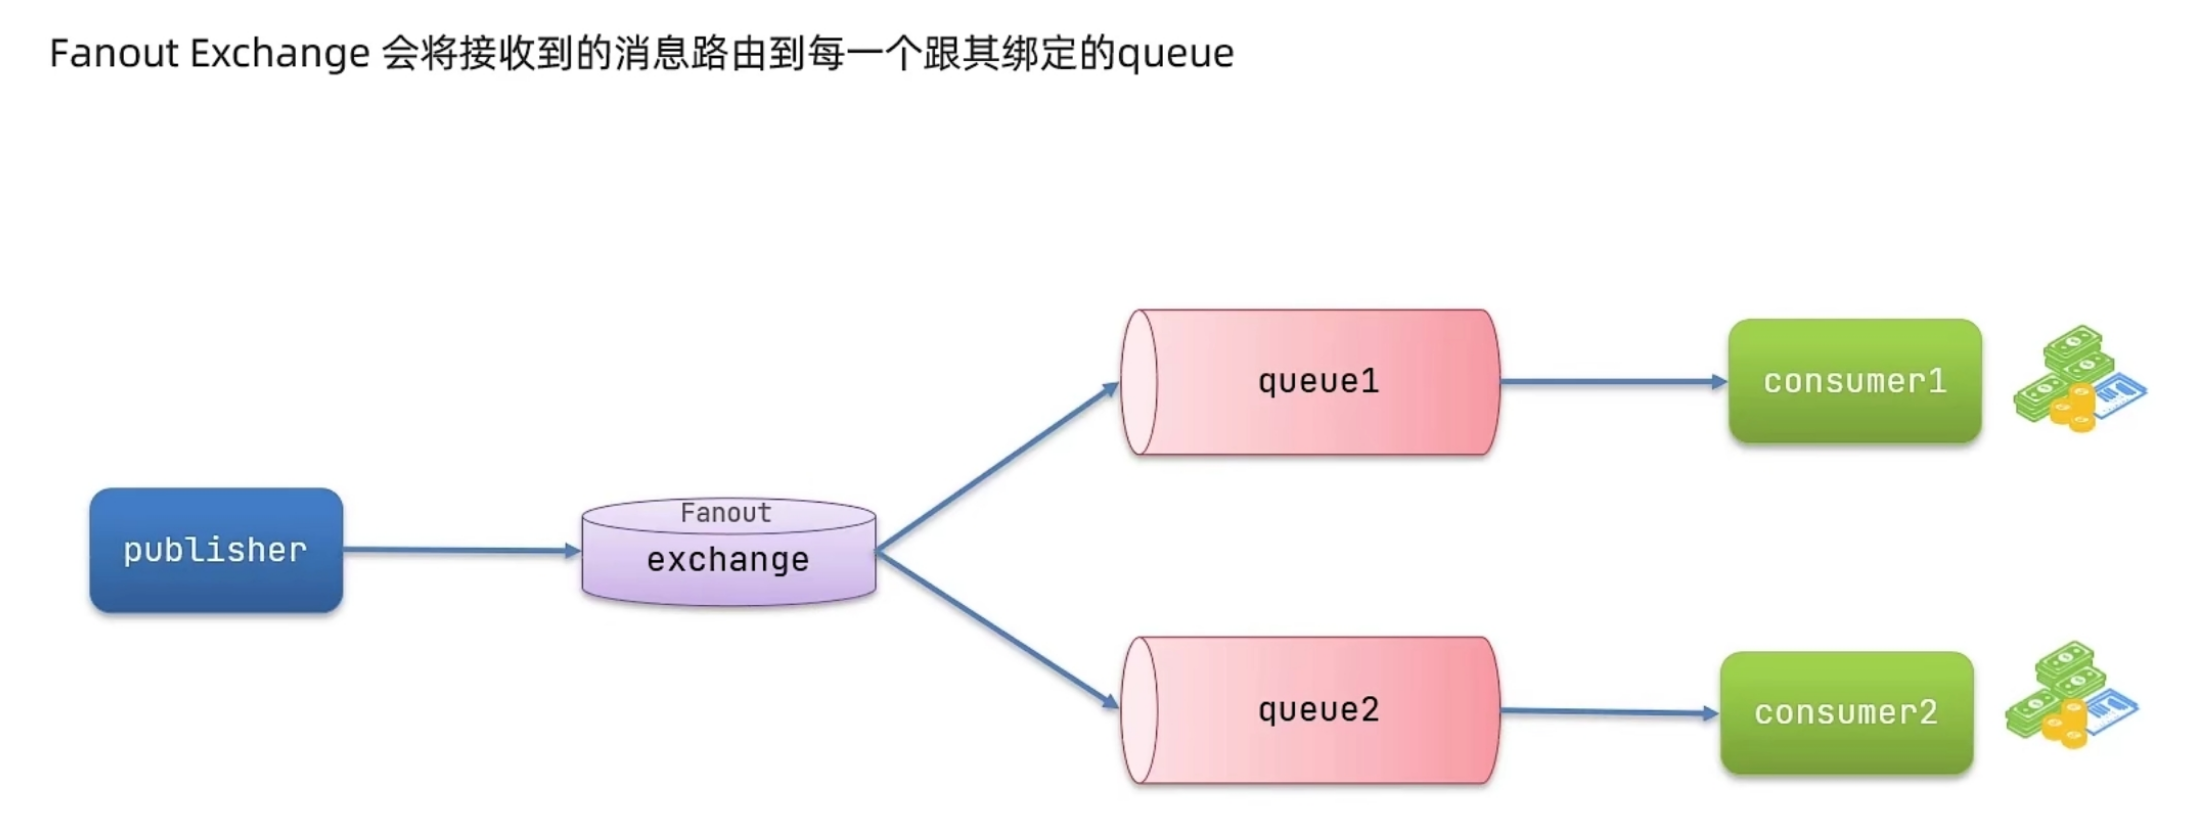 Fanout Exchange 会将接收到的消息路由到每一个跟其绑定的queue
queue1
consumer1
Fanout
publisher
exchange
queue2
consumer2